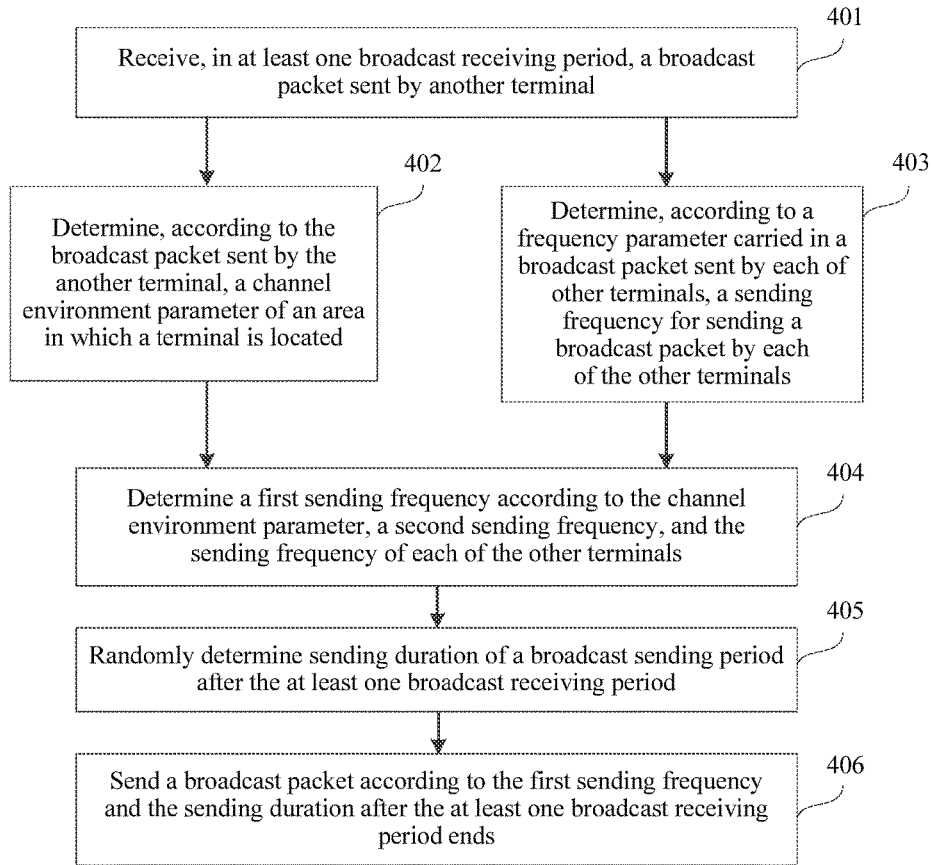 401
Receive, in at least one broadcast receiving period, a broadcast
packet sent by another terminal
402
Determine, according to the
broadcast packet sent by the
another terminal, a channel
environment parameter of an area
in which a terminal is located
403
Determine, according to a
frequency parameter carried in a
broadcast packet sent by each of
other terminals, a sending
frequency for sending a
broadcast packet by each
of the other terminals
404
Determine a first sending frequency according to the channel
environment parameter, a second sending frequency, and the
sending frequency of each of the other terminals
405
Randomly determine sending duration of a broadcast sending period
after the at least one broadcast receiving period
406
Send a broadcast packet according to the first sending frequency
and the sending duration after the at least one broadcast receiving
period ends